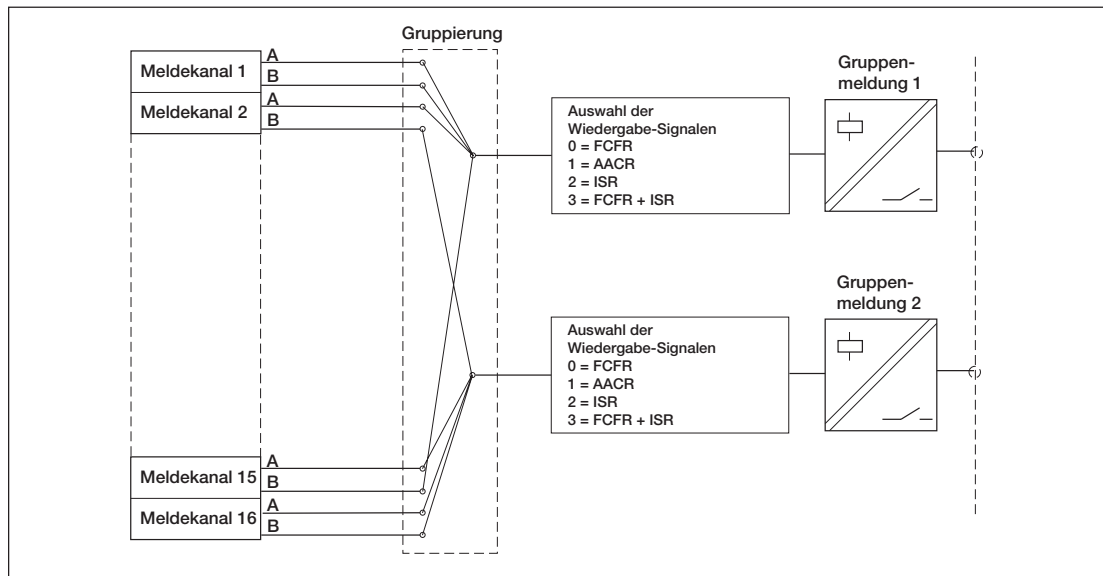 Gruppierung
Meldekanal 1
A
B
Meldekanal 2
A
B
Auswahl der
Wiedergabe-Signalen
0 = FCFR
1 = AACR
2 = ISR
3 = FCFR + ISR
Gruppen-
meldung 1
Auswahl der
Wiedergabe-Signalen
0 = FCFR
1 = AACR
2 = ISR
3 = FCFR + ISR
Gruppen-
meldung 2
Meldekanal 15
A
B
Meldekanal 16
A
B